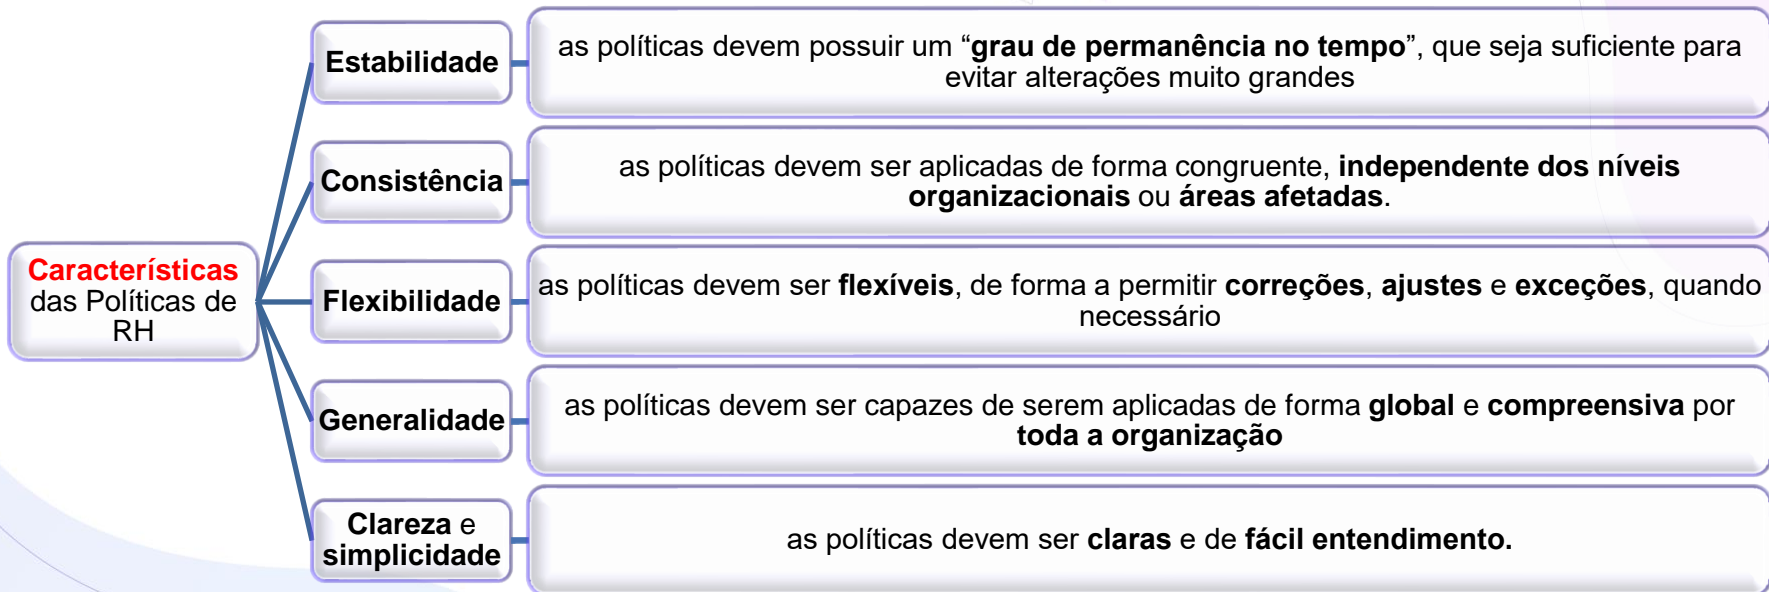 Características
das Políticas de
RH
Estabilidade
as políticas devem possuir um “grau de permanência no tempo”, que seja suficiente para
evitar alterações muito grandes
Consistência
as políticas devem ser aplicadas de forma congruente, independente dos níveis
organizacionais ou áreas afetadas.
Flexibilidade
as políticas devem ser flexíveis, de forma a permitir correções, ajustes e exceções, quando
necessário
Generalidade
as políticas devem ser capazes de serem aplicadas de forma global e compreensiva por
toda a organização
Clareza e
simplicidade
as políticas devem ser claras e de fácil entendimento.